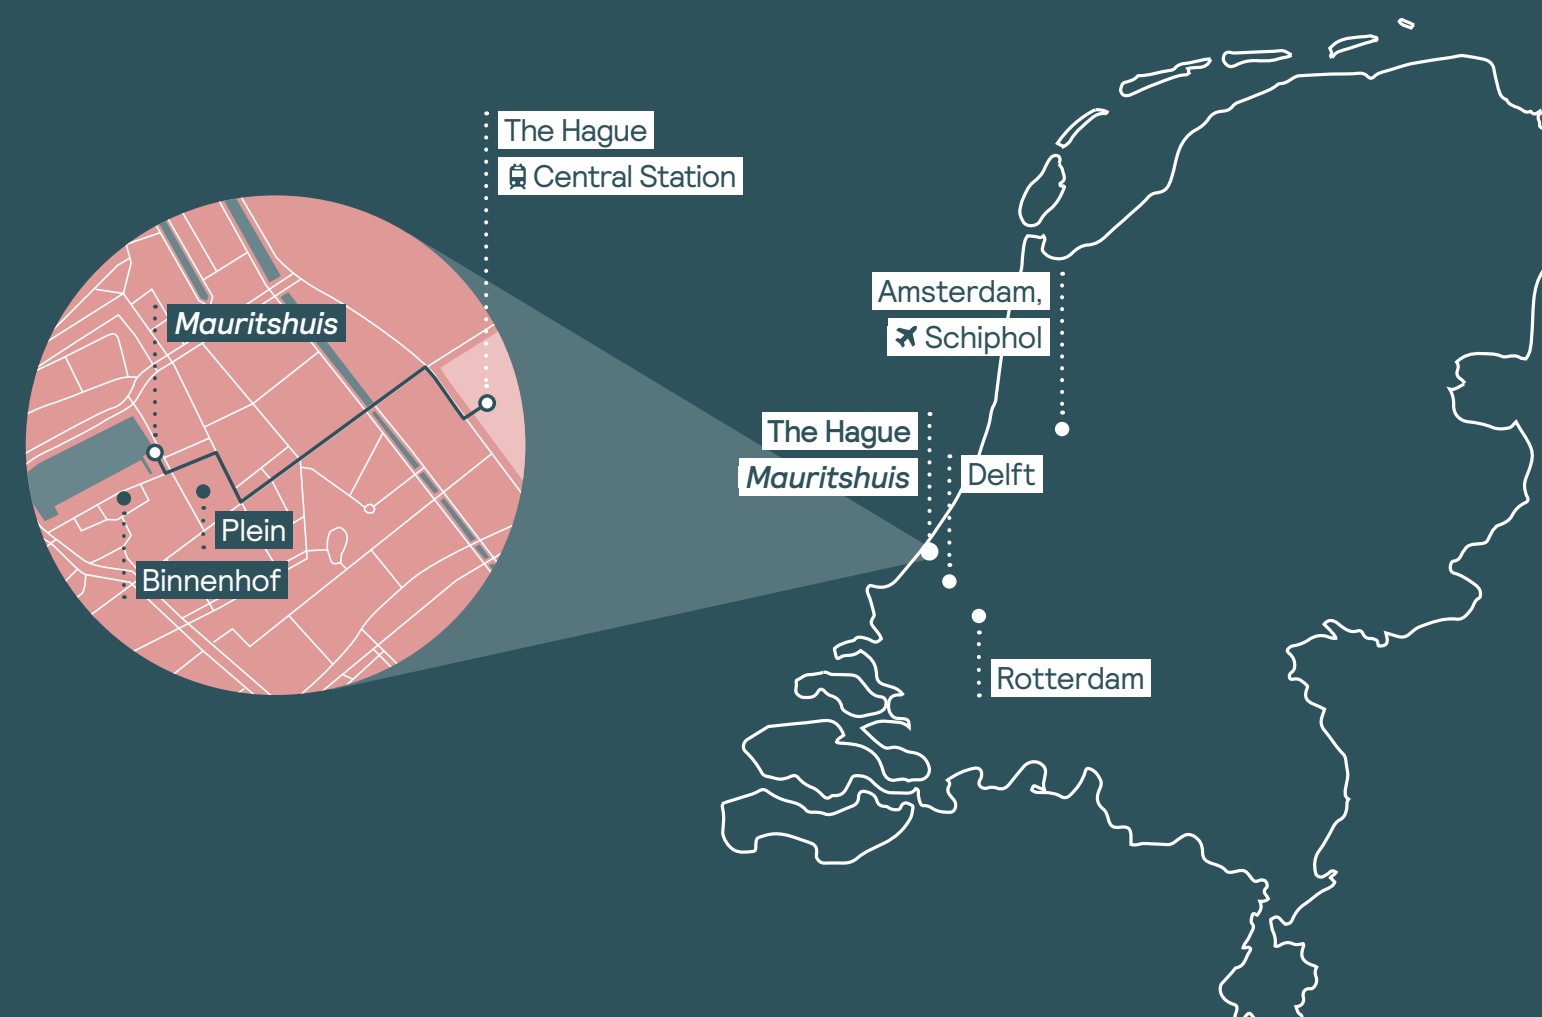 The Hague
Central Station
Mauritshuis
Plein
Binnenhof
Amsterdam,
Schiphol
The Hague
Mauritshuis
Delft
Rotterdam